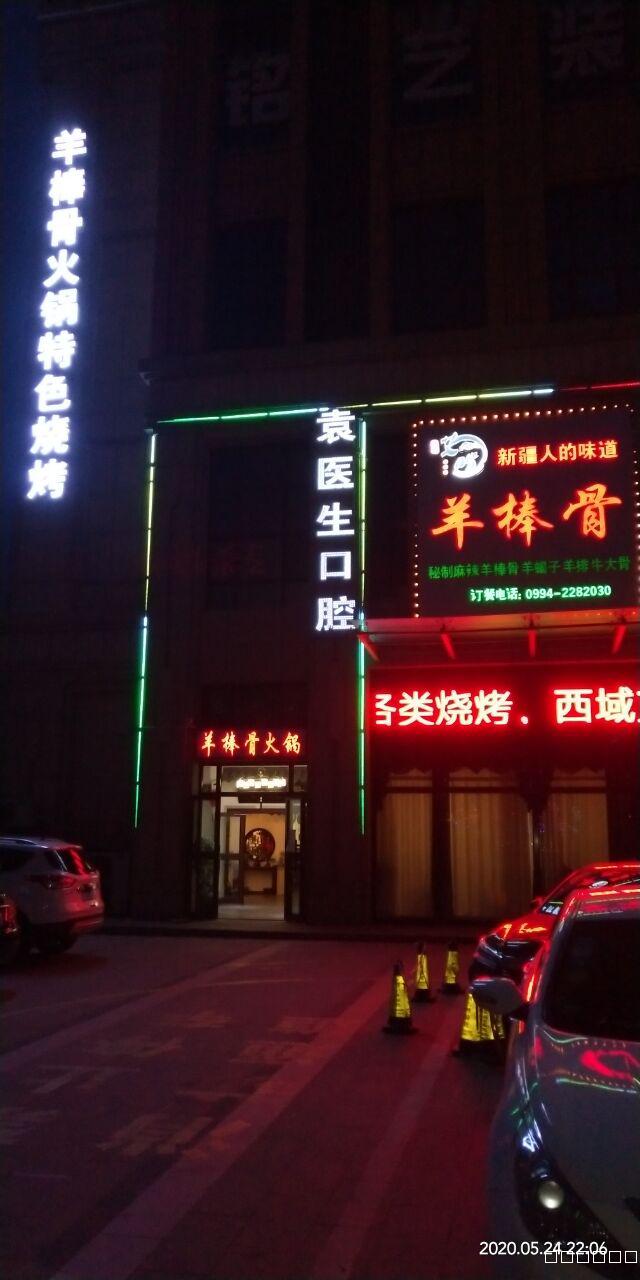 铭
艺
装
羊棒骨火锅特色烧烤
袁医生口腔
新疆人的味道
羊棒骨
秘制麻辣羊棒骨羊蝎子羊排牛大骨
订餐电话: 0994-2282030
各类烧烤、西域
羊棒骨火锅
2020.05.24 22:06